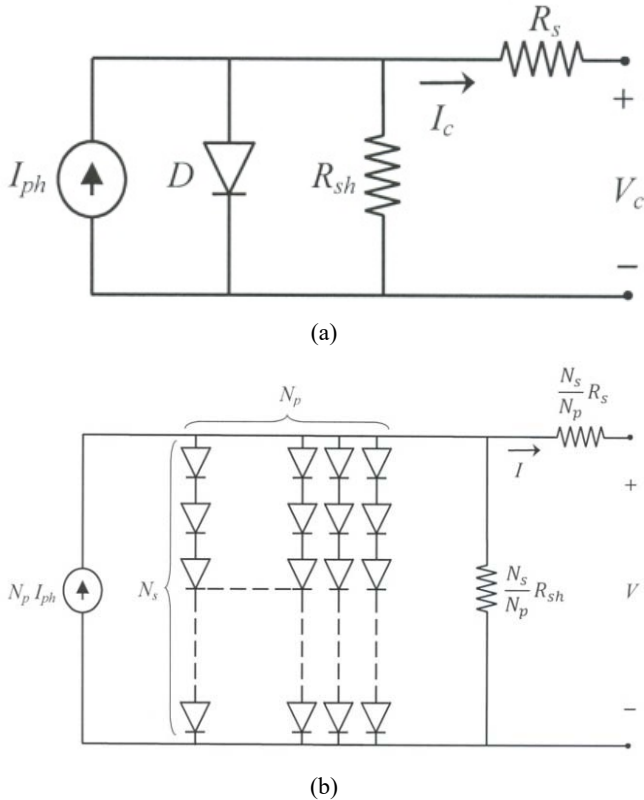 R_s
I_ph D R_sh I_c + V_c −
(a)
N_p
N_s/N_p R_s
I
+
N_p I_ph N_s N_s/N_p R_sh V
−
(b)